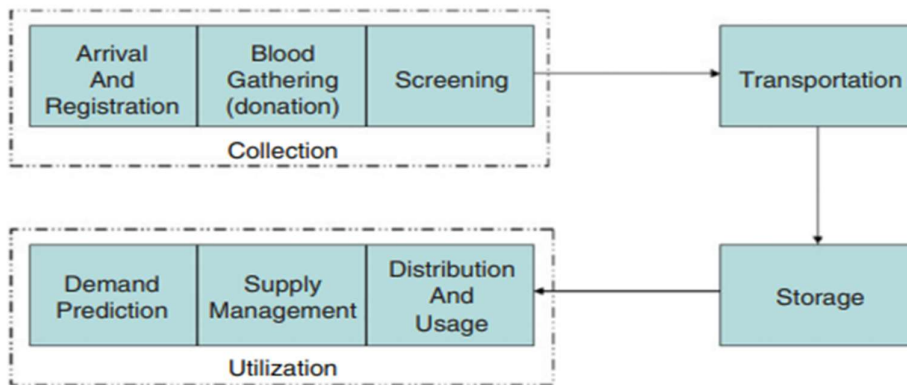 Arrival
And
Registration
Blood
Gathering
(donation)
Screening
Collection
Transportation
Demand
Prediction
Supply
Management
Distribution
And
Usage
Utilization
Storage